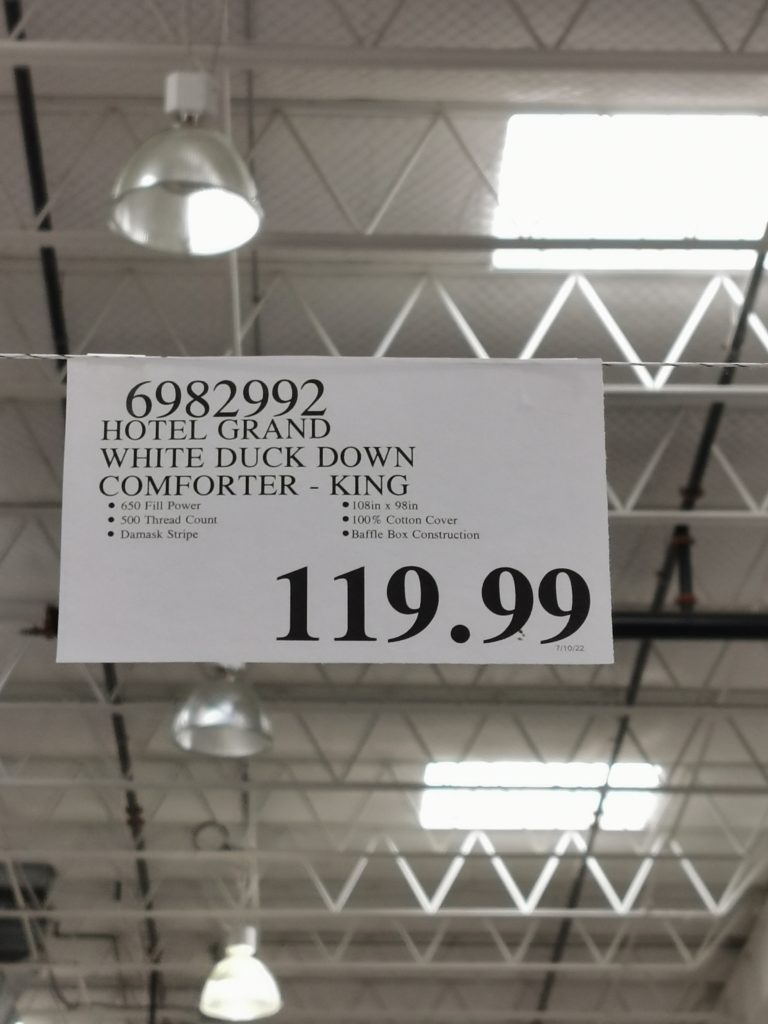 6982992
HOTEL GRAND
WHITE DUCK DOWN
COMFORTER - KING
• 650 Fill Power
• 500 Thread Count
• Damask Stripe
• 108in x 98in
• 100% Cotton Cover
• Baffle Box Construction
119.99
7/10/22